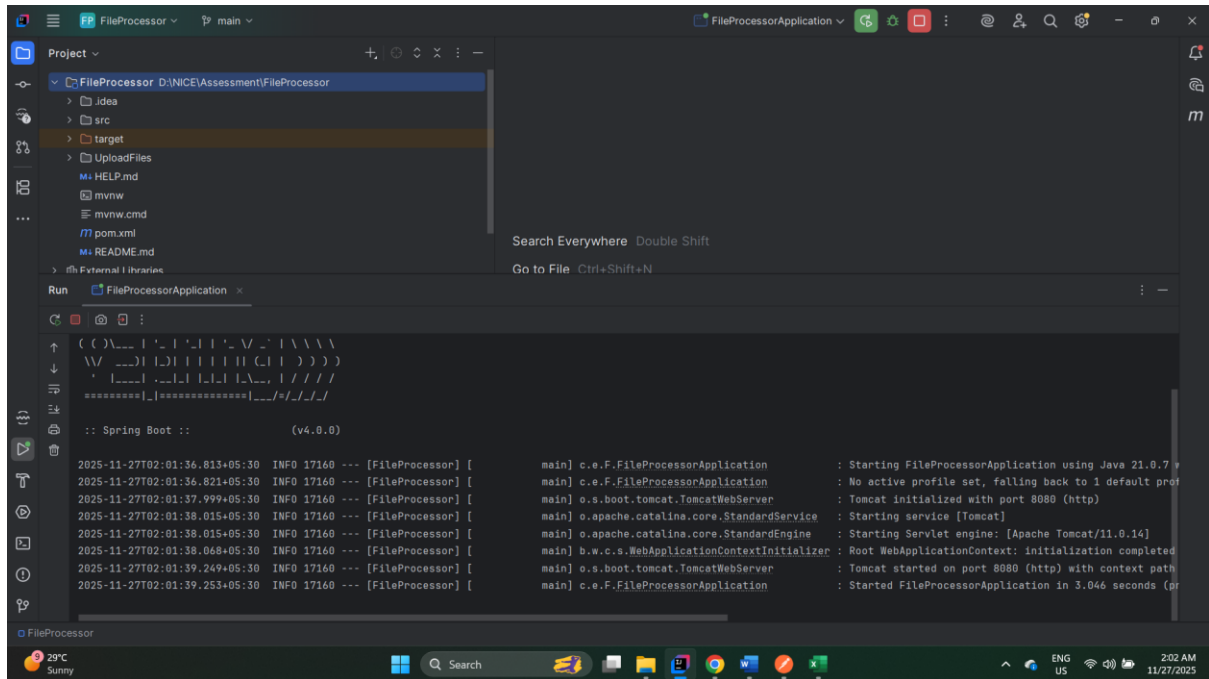 FP FileProcessor main FileProcessorApplication
Project
FileProcessor D:\NICE\Assessment\FileProcessor
.idea
src
target
UploadFiles
M↓ HELP.md
mvnw
mvnw.cmd
m pom.xml
M↓ README.md
External Libraries
Search Everywhere Double Shift
Go to File Ctrl+Shift+N
m
Run FileProcessorApplication
( ( )\___ | '_ | '_| | '_ \/ _` | \ \ \ \
 \\/  ___)| |_)| | | | | || (_| |  ) ) ) )
  '  |____| .__|_| |_|_| |_\__, | / / / /
 =========|_|==============|___/=/_/_/_/
:: Spring Boot :: (v4.0.0)
2025-11-27T02:01:36.813+05:30 INFO 17160 --- [FileProcessor] [ main] c.e.F.FileProcessorApplication : Starting FileProcessorApplication using Java 21.0.7 w
2025-11-27T02:01:36.821+05:30 INFO 17160 --- [FileProcessor] [ main] c.e.F.FileProcessorApplication : No active profile set, falling back to 1 default prof
2025-11-27T02:01:37.999+05:30 INFO 17160 --- [FileProcessor] [ main] o.s.boot.tomcat.TomcatWebServer : Tomcat initialized with port 8080 (http)
2025-11-27T02:01:38.015+05:30 INFO 17160 --- [FileProcessor] [ main] o.apache.catalina.core.StandardService : Starting service [Tomcat]
2025-11-27T02:01:38.015+05:30 INFO 17160 --- [FileProcessor] [ main] o.apache.catalina.core.StandardEngine : Starting Servlet engine: [Apache Tomcat/11.0.14]
2025-11-27T02:01:38.068+05:30 INFO 17160 --- [FileProcessor] [ main] b.w.c.s.WebApplicationContextInitializer : Root WebApplicationContext: initialization completed
2025-11-27T02:01:39.249+05:30 INFO 17160 --- [FileProcessor] [ main] o.s.boot.tomcat.TomcatWebServer : Tomcat started on port 8080 (http) with context path
2025-11-27T02:01:39.253+05:30 INFO 17160 --- [FileProcessor] [ main] c.e.F.FileProcessorApplication : Started FileProcessorApplication in 3.046 seconds (pr
FileProcessor
9 29°C
Sunny
Search
ENG
US
2:02 AM
11/27/2025